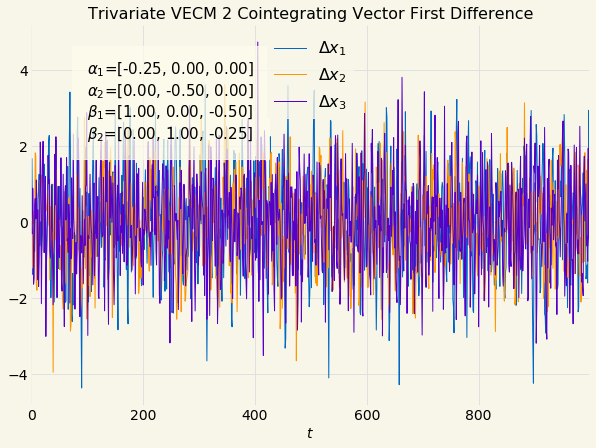 Trivariate VECM 2 Cointegrating Vector First Difference
α₁=[-0.25, 0.00, 0.00]
α₂=[0.00, -0.50, 0.00]
β₁=[1.00, 0.00, -0.50]
β₂=[0.00, 1.00, -0.25]
Δx₁
Δx₂
Δx₃
4
2
0
−2
−4
0 200 400 600 800
t